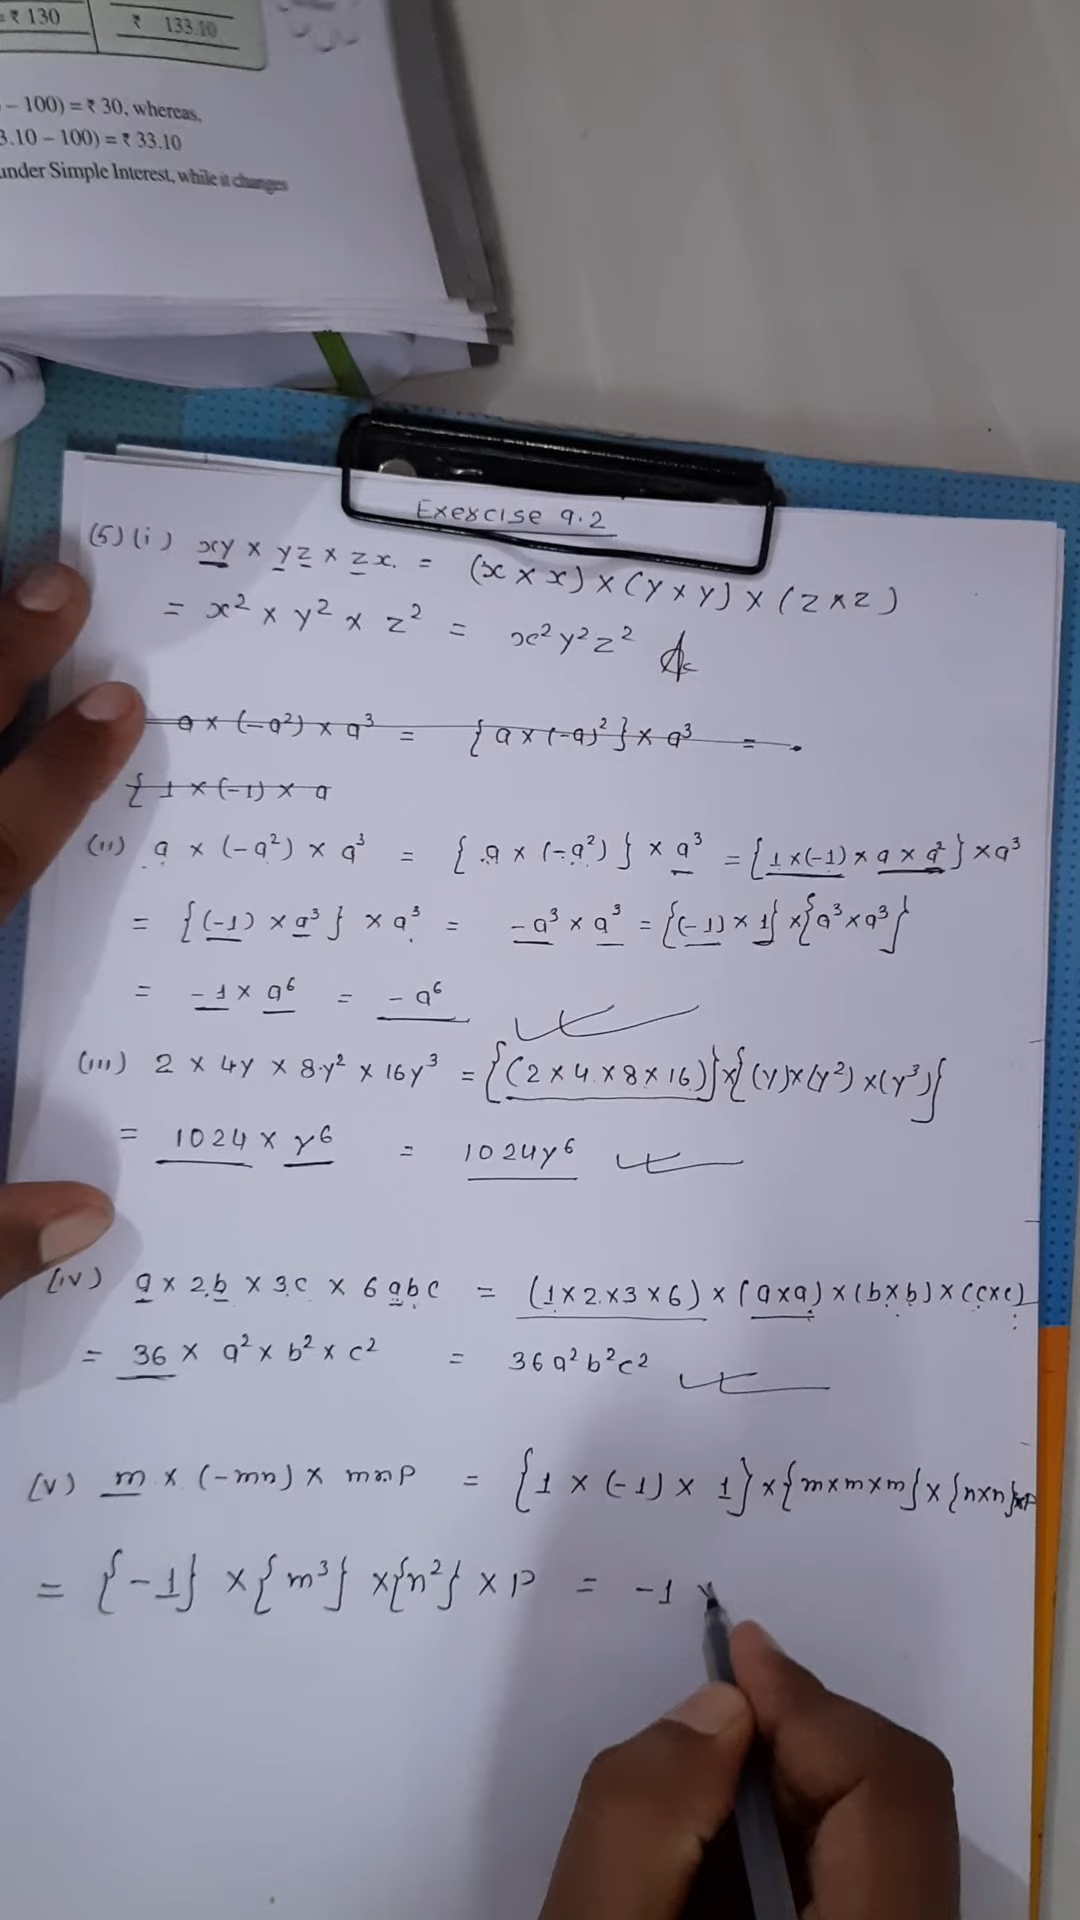 = ₹ 130
₹ 133.10
– 100) = ₹ 30, whereas,
3.10 – 100) = ₹ 33.10
under Simple Interest, while it changes
Exercise 9.2
(5) (i) xy × yz × zx. = (x × x) × (y × y) × (z × z)
= x² × y² × z² = x²y²z²
a × (-a²) × a³ = {a × (-a)²} × a³ =
{1 × (-1) × a
(ii) a × (-a²) × a³ = {a × (-a²)} × a³ = {1 × (-1) × a × a²} × a³
= {(-1) × a³} × a³ = -a³ × a³ = {(-1) × 1} × {a³ × a³}
= -1 × a⁶ = - a⁶
(iii) 2 × 4y × 8y² × 16y³ = {(2 × 4 × 8 × 16)} × {(y) × (y²) × (y³)}
= 1024 × y⁶ = 1024y⁶
(iv) a × 2b × 3c × 6abc = (1 × 2 × 3 × 6) × (a × a) × (b × b) × (c × c)
= 36 × a² × b² × c² = 36 a² b² c²
(v) m × (-mn) × mnp = {1 × (-1) × 1} × {m × m × m} × {n × n} × p
= {-1} × {m³} × {n²} × p = -1 ×